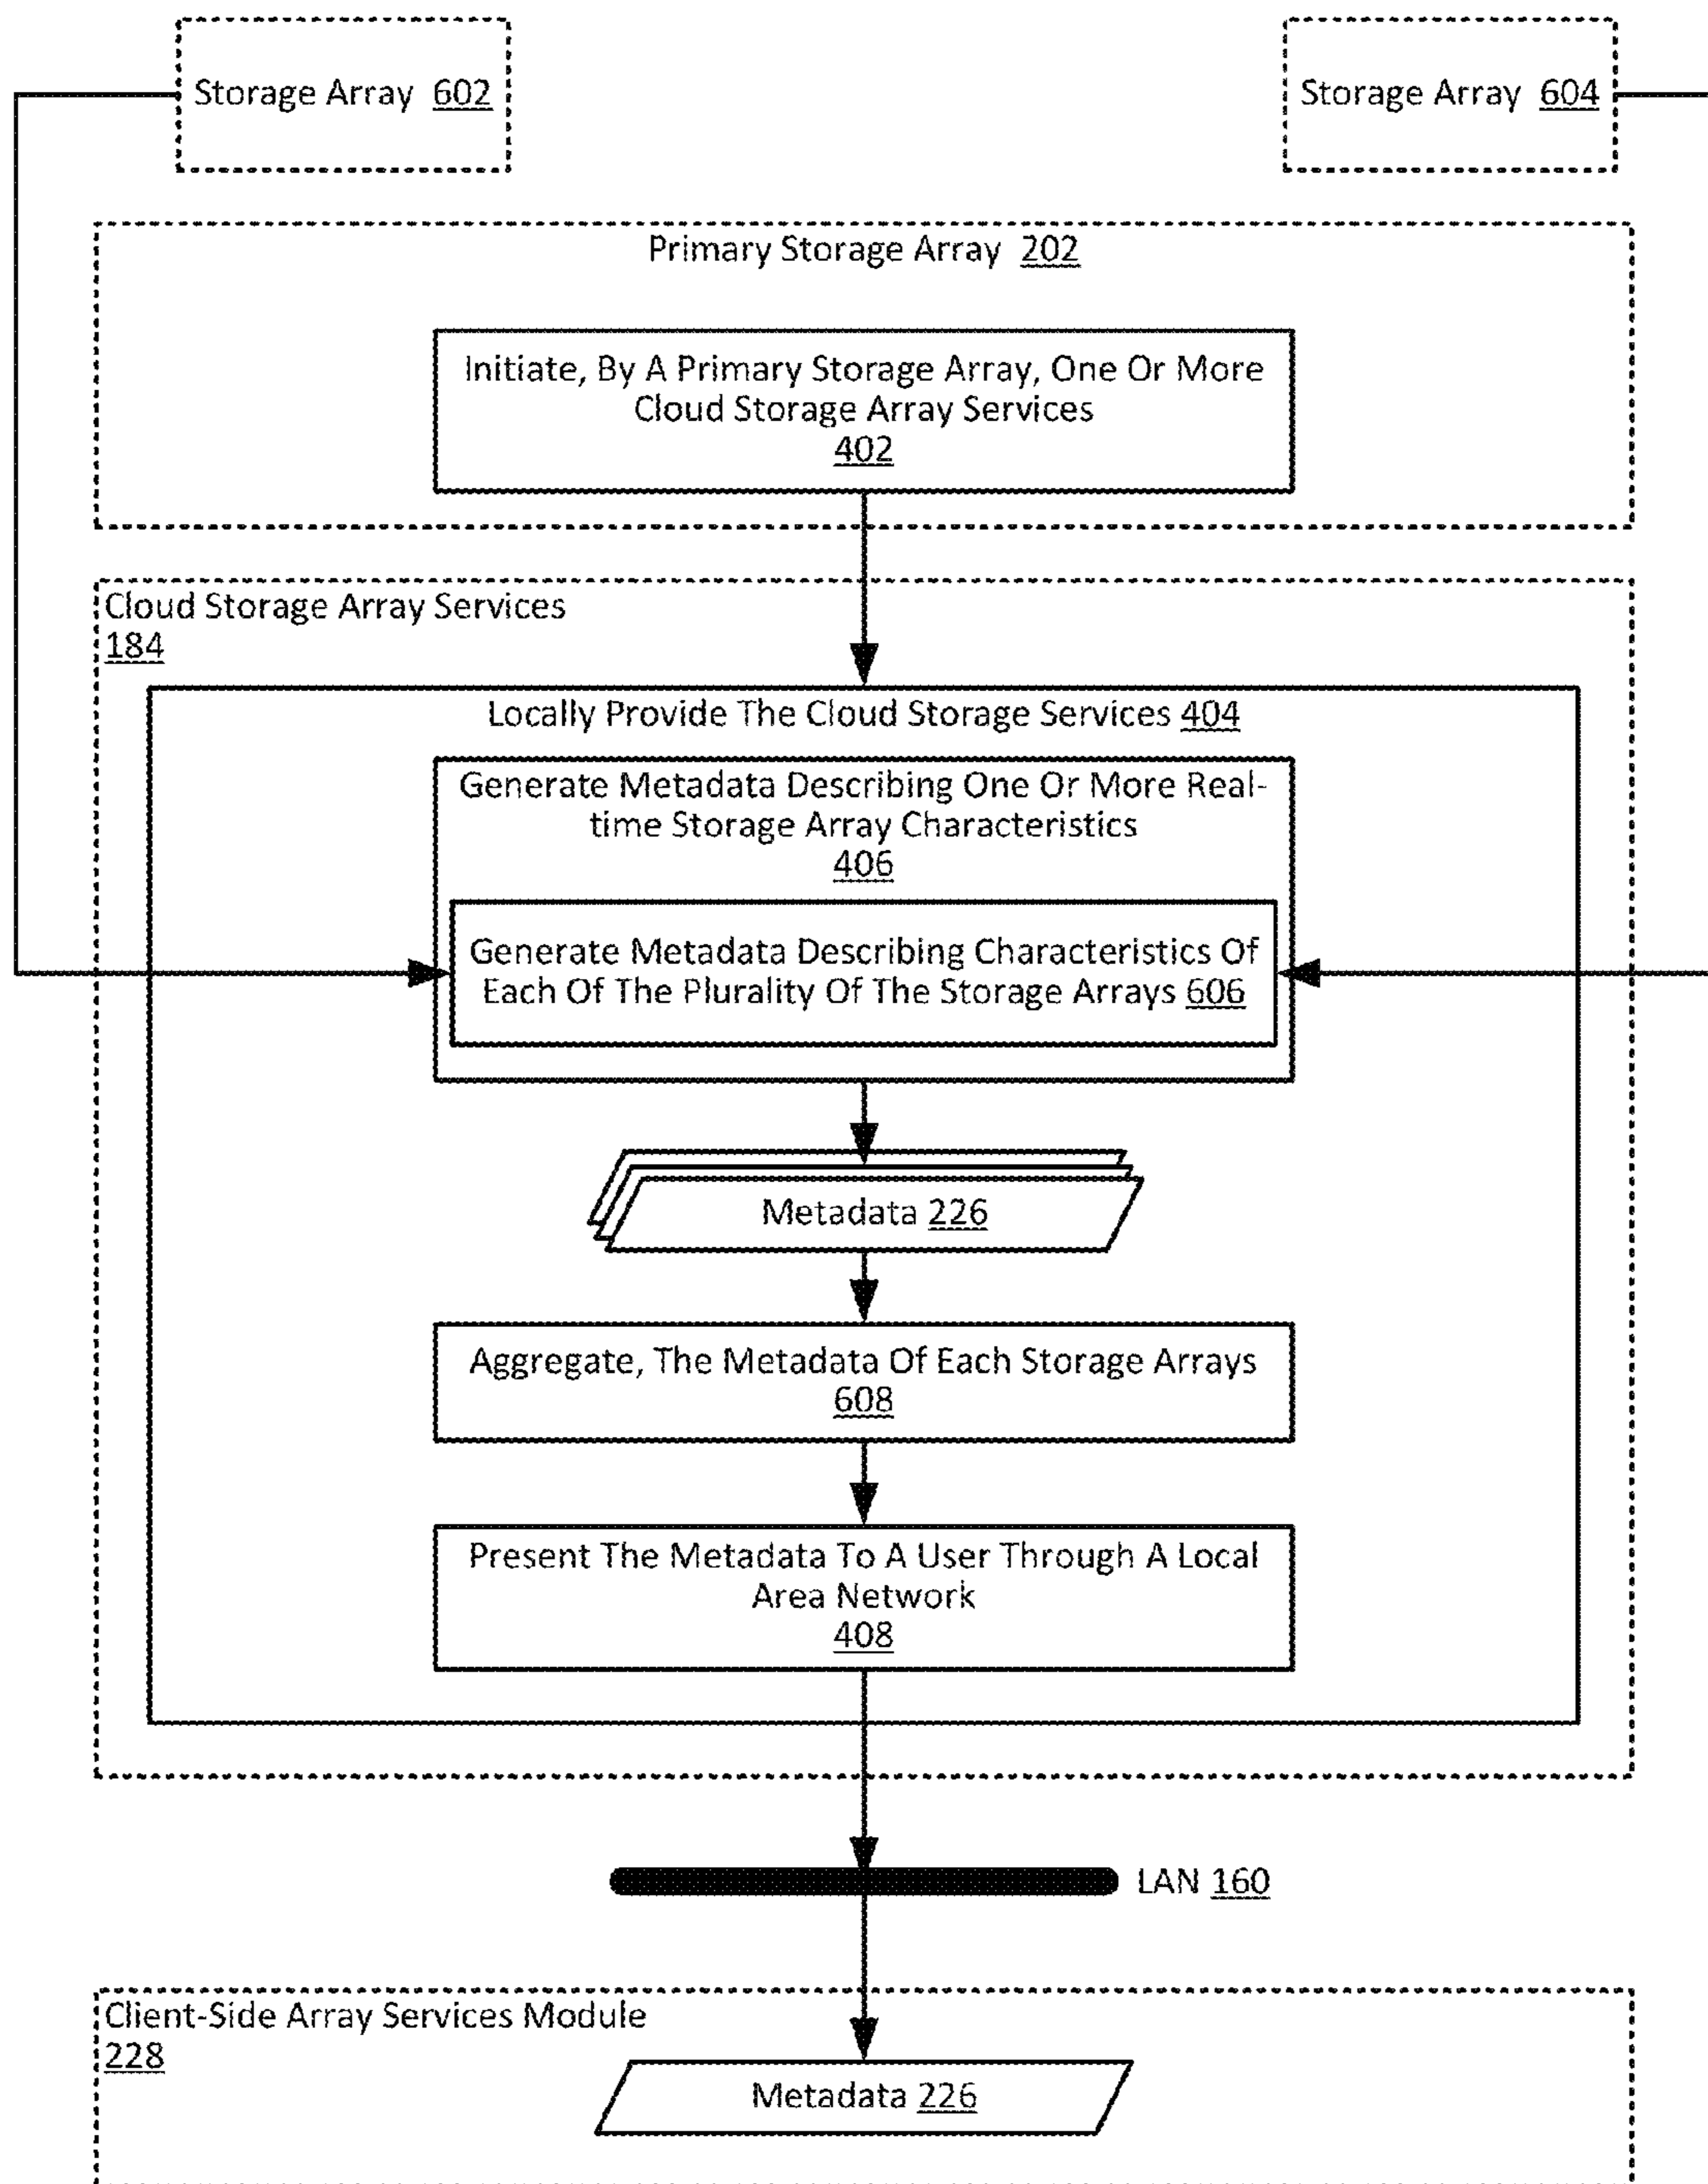 Storage Array 602
Storage Array 604
Primary Storage Array 202
Initiate, By A Primary Storage Array, One Or More
Cloud Storage Array Services
402
Cloud Storage Array Services
184
Locally Provide The Cloud Storage Services 404
Generate Metadata Describing One Or More Real-
time Storage Array Characteristics
406
Generate Metadata Describing Characteristics Of
Each Of The Plurality Of The Storage Arrays 606
Metadata 226
Aggregate, The Metadata Of Each Storage Arrays
608
Present The Metadata To A User Through A Local
Area Network
408
LAN 160
Client-Side Array Services Module
228
Metadata 226